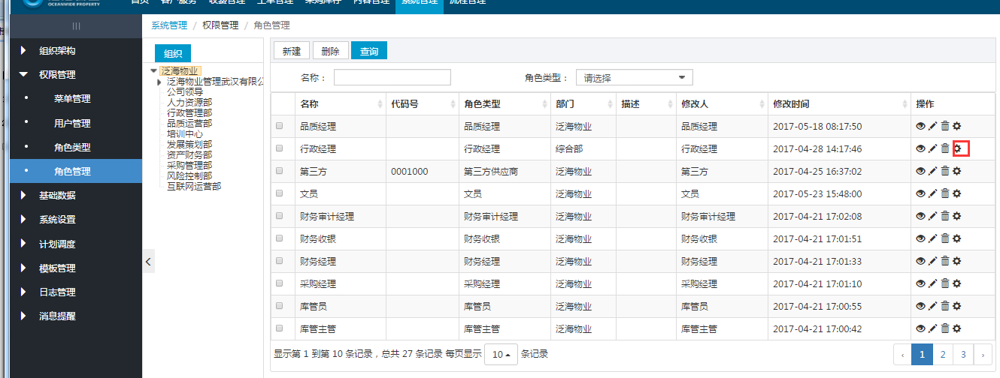 OCEANWIDE PROPERTY
首页 客户服务 收益管理 工单管理 采购库存 内容管理 系统管理 流程管理
系统管理 / 权限管理 / 角色管理
组织架构
权限管理
菜单管理
用户管理
角色类型
角色管理
基础数据
系统设置
计划调度
模板管理
日志管理
消息提醒
组织
泛海物业
泛海物业管理武汉有限公
公司领导
人力资源部
行政管理部
品质运营部
培训中心
发展策划部
资产财务部
采购管理部
风险控制部
互联网运营部
新建 删除 查询
名称： 角色类型： 请选择
名称 代码号 角色类型 部门 描述 修改人 修改时间 操作
品质经理 品质经理 泛海物业 品质经理 2017-05-18 08:17:50
行政经理 行政经理 综合部 行政经理 2017-04-28 14:17:46
第三方 0001000 第三方供应商 泛海物业 第三方 2017-04-25 16:37:02
文员 文员 泛海物业 文员 2017-05-23 15:48:00
财务审计经理 财务审计经理 泛海物业 财务审计经理 2017-04-21 17:02:08
财务收银 财务收银 泛海物业 财务收银 2017-04-21 17:01:51
财务经理 财务经理 泛海物业 财务经理 2017-04-21 17:01:33
采购经理 采购经理 泛海物业 采购经理 2017-04-21 17:01:10
库管员 库管员 泛海物业 库管员 2017-04-21 17:00:55
库管主管 库管主管 泛海物业 库管主管 2017-04-21 17:00:42
显示第 1 到第 10 条记录，总共 27 条记录 每页显示 10 条记录
‹ 1 2 3 ›